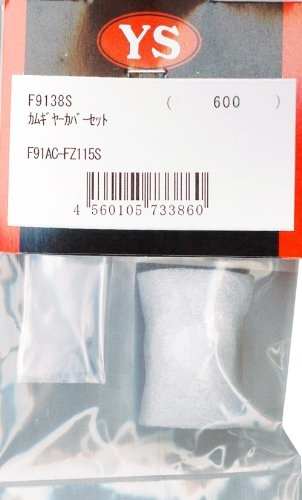 YS
F9138S ( 600 )
ｶﾑｷﾞﾔｰｶﾊﾞｰｾｯﾄ
F91AC-FZ115S
4 560105 733860